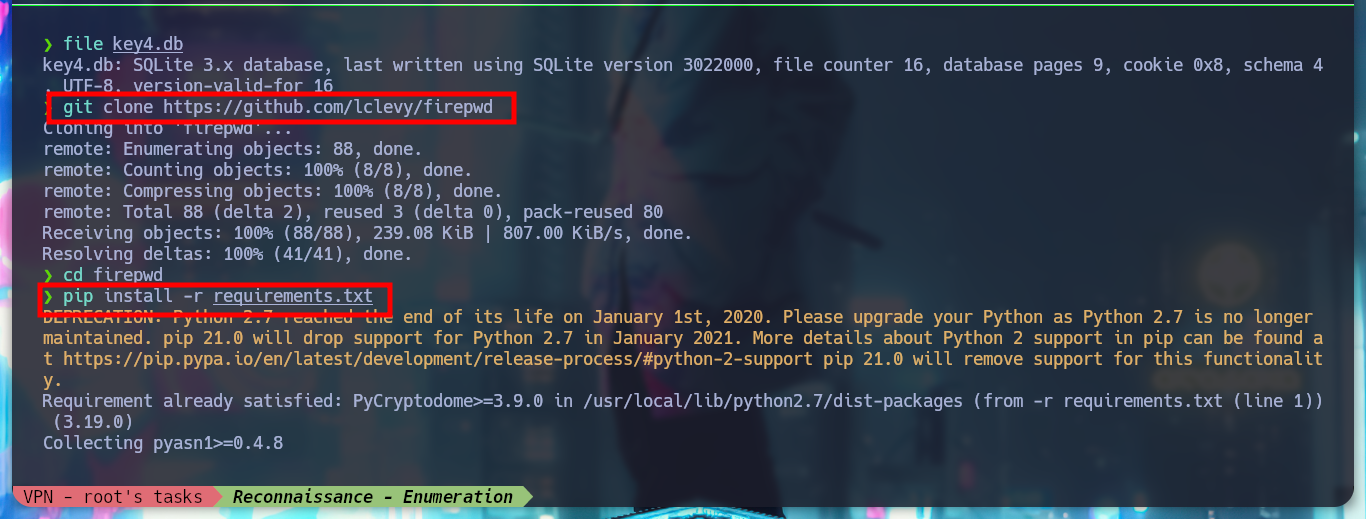 ❯ file key4.db
key4.db: SQLite 3.x database, last written using SQLite version 3022000, file counter 16, database pages 9, cookie 0x8, schema 4
, UTF-8, version-valid-for 16
❯ git clone https://github.com/lclevy/firepwd
Cloning into 'firepwd'...
remote: Enumerating objects: 88, done.
remote: Counting objects: 100% (8/8), done.
remote: Compressing objects: 100% (8/8), done.
remote: Total 88 (delta 2), reused 3 (delta 0), pack-reused 80
Receiving objects: 100% (88/88), 239.08 KiB | 807.00 KiB/s, done.
Resolving deltas: 100% (41/41), done.
❯ cd firepwd
❯ pip install -r requirements.txt
DEPRECATION: Python 2.7 reached the end of its life on January 1st, 2020. Please upgrade your Python as Python 2.7 is no longer
maintained. pip 21.0 will drop support for Python 2.7 in January 2021. More details about Python 2 support in pip can be found a
t https://pip.pypa.io/en/latest/development/release-process/#python-2-support pip 21.0 will remove support for this functionalit
y.
Requirement already satisfied: PyCryptodome>=3.9.0 in /usr/local/lib/python2.7/dist-packages (from -r requirements.txt (line 1))
(3.19.0)
Collecting pyasn1>=0.4.8
VPN - root's tasks Reconnaissance - Enumeration